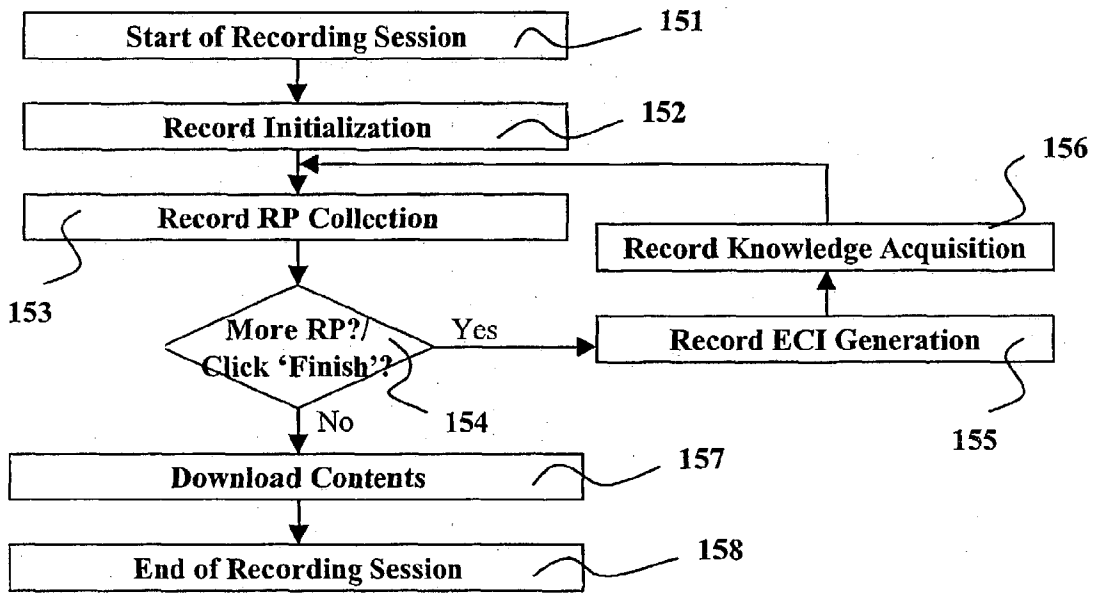 Start of Recording Session
151
Record Initialization
152
156
Record RP Collection
Record Knowledge Acquisition
153
More RP?/
Click ‘Finish’?
Yes
Record ECI Generation
154
155
No
Download Contents
157
End of Recording Session
158